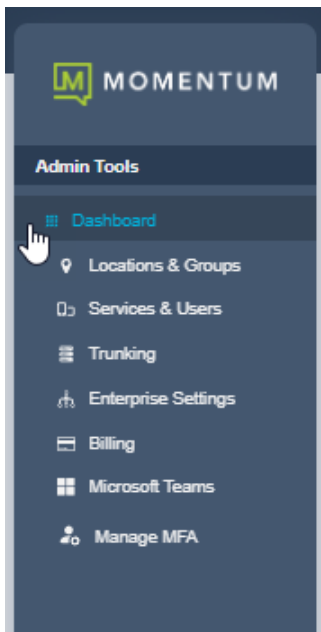 M MOMENTUM
Admin Tools
Dashboard
Locations & Groups
Services & Users
Trunking
Enterprise Settings
Billing
Microsoft Teams
Manage MFA